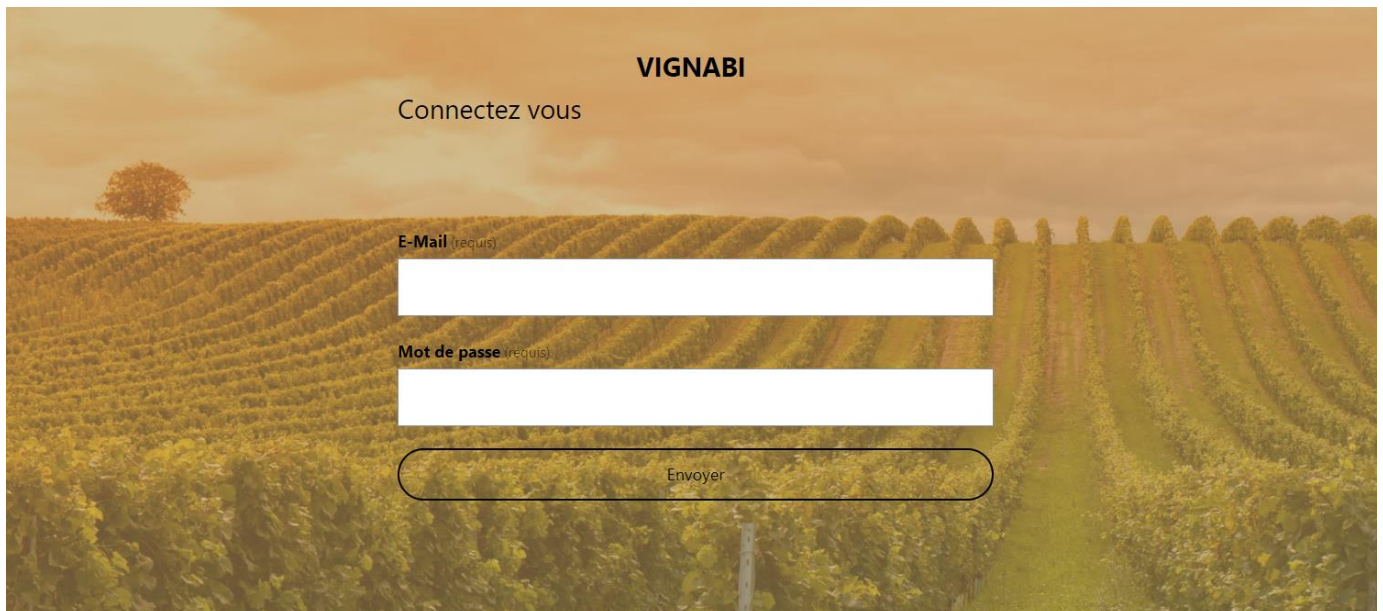 VIGNABI
Connectez vous
E-Mail (requis)
Mot de passe (requis)
Envoyer